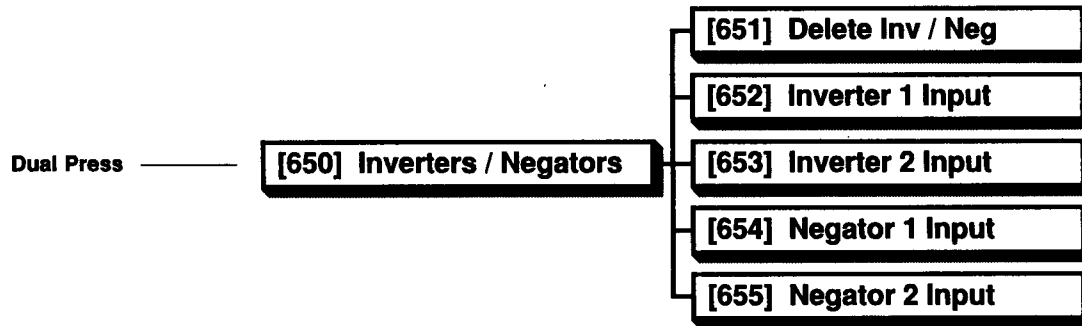 Dual Press
[650] Inverters / Negators
[651] Delete Inv / Neg
[652] Inverter 1 Input
[653] Inverter 2 Input
[654] Negator 1 Input
[655] Negator 2 Input